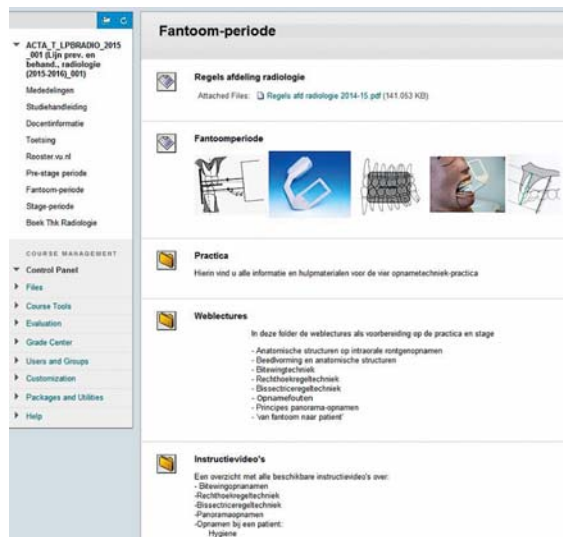 ACTA_T_LPBRADIO_2015
_001 (Lijn prev. en
behand., radiologie
(2015-2016)_001)
Mededelingen
Studiehandleiding
Docentinformatie
Toetsing
Rooster.vu.nl
Pre-stage periode
Fantoom-periode
Stage-periode
Boek Thk Radiologie
COURSE MANAGEMENT
Control Panel
Files
Course Tools
Evaluation
Grade Center
Users and Groups
Customization
Packages and Utilities
Help
Fantoom-periode
Regels afdeling radiologie
Attached Files: Regels afd radiologie 2014-15 pdf (141.053 KB)
Fantoomperiode
Practica
Hierin vind u alle informatie en hulpmaterialen voor de vier opnametechniek-practica
Weblectures
In deze folder de weblectures als voorbereiding op de practica en stage
- Anatomische structuren op intraorale rontgenopnamen
- Beeldvorming en anatomische structuren
- Bitewingtechniek
- Rechthoekregeltechniek
- Bissectriceregeltechniek
- Opnamefouten
- Principes panorama-opnamen
- 'van fantoom naar patient'
Instructievideo's
Een overzicht met alle beschikbare instructievideo's over:
- Bitewingopnanamen
-Rechthoekregeltechniek
-Bissectriceregeltechniek
-Panoramaopnamen
-Opnamen bij een patient:
Hygiene